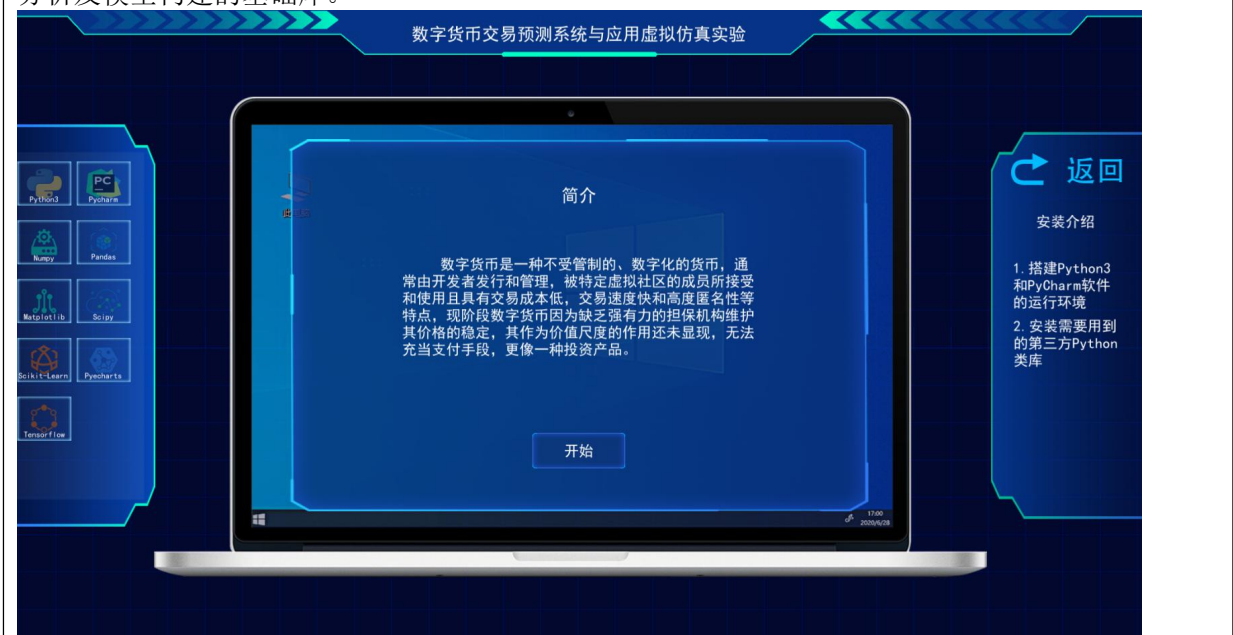 分析及模型构建的基础库。
数字货币交易预测系统与应用虚拟仿真实验
Python3
Pycharm
Numpy
Pandas
Matplotlib
Scipy
Scikit-Learn
Pyecharts
Tensorflow
PC
简介
数字货币是一种不受管制的、数字化的货币，通
常由开发者发行和管理，被特定虚拟社区的成员所接受
和使用且具有交易成本低，交易速度快和高度匿名性等
特点，现阶段数字货币因为缺乏强有力的担保机构维护
其价格的稳定，其作为价值尺度的作用还未显现，无法
充当支付手段，更像一种投资产品。
开始
17:00
2020/6/28
返回
安装介绍
1.搭建Python3
和PyCharm软件
的运行环境
2.安装需要用到
的第三方Python
类库